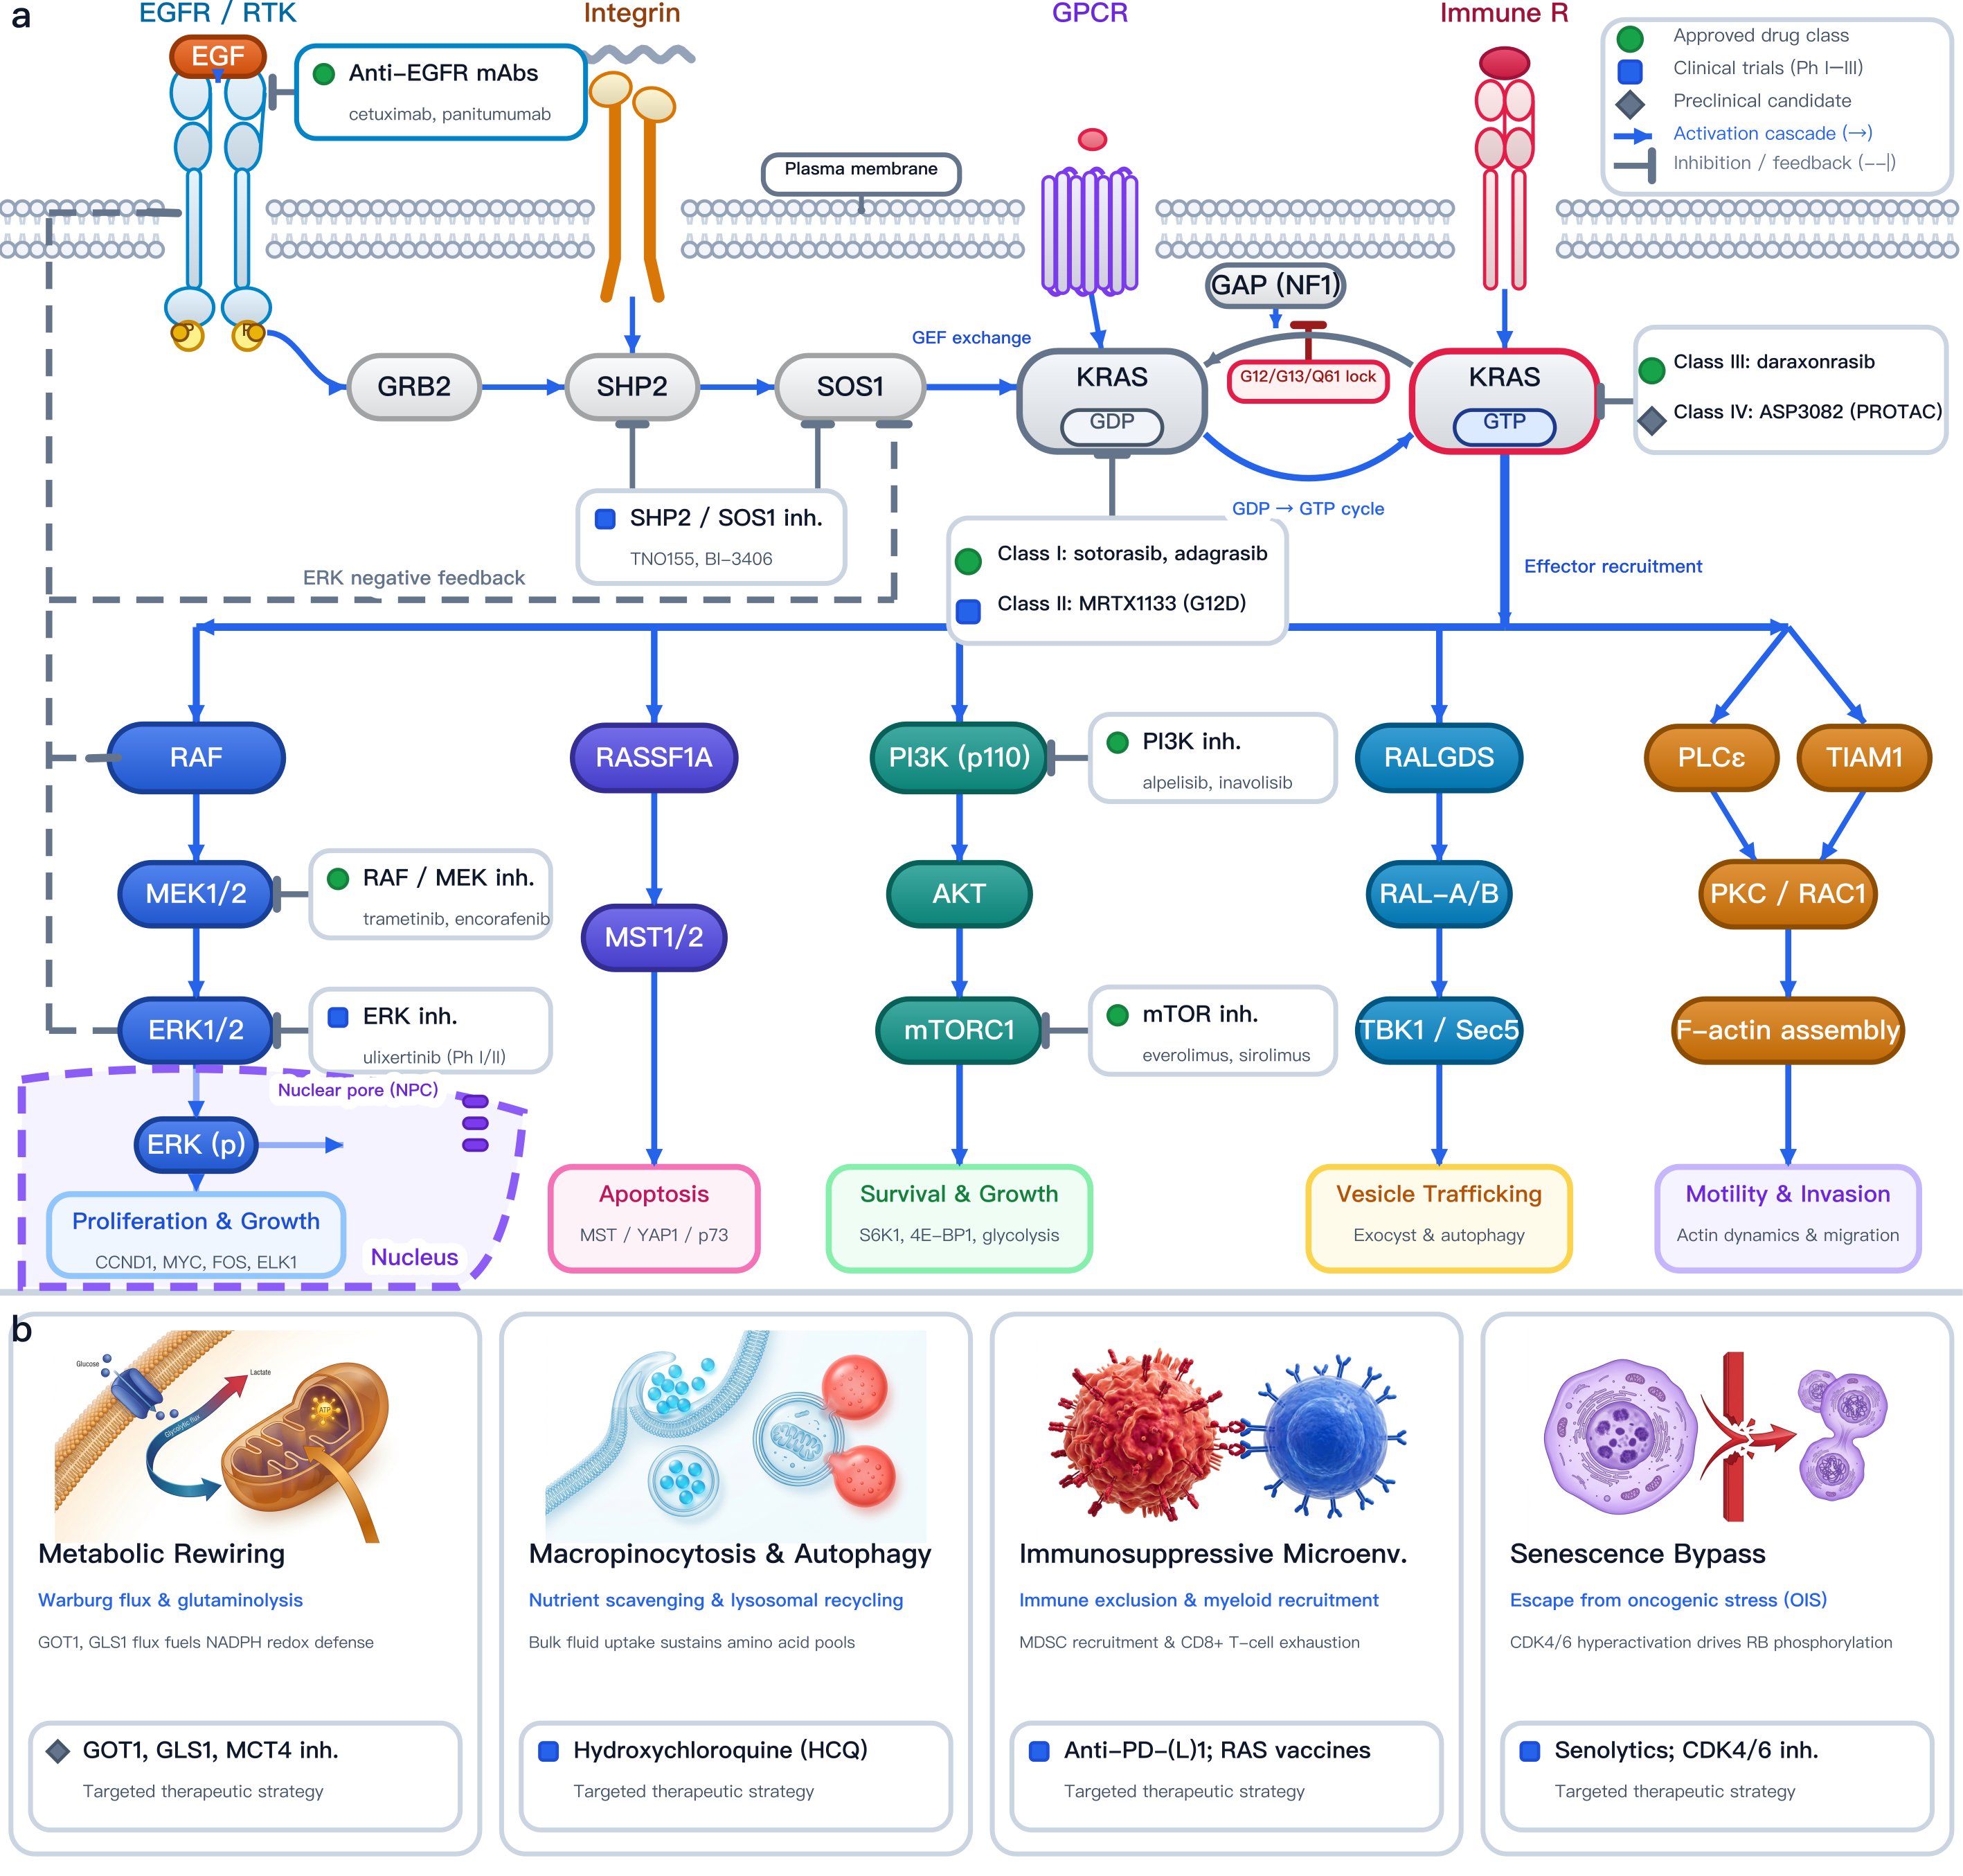 a
EGFR / RTK
Integrin
GPCR
Immune R
EGF
Anti-EGFR mAbs
cetuximab, panitumumab
Approved drug class
Clinical trials (Ph I—III)
Preclinical candidate
Activation cascade (→)
Inhibition / feedback (--|)
Plasma membrane
P
P
GAP (NF1)
GEF exchange
GRB2
SHP2
SOS1
KRAS
GDP
G12/G13/Q61 lock
KRAS
GTP
Class III: daraxonrasib
Class IV: ASP3082 (PROTAC)
SHP2 / SOS1 inh.
TNO155, BI-3406
GDP → GTP cycle
Class I: sotorasib, adagrasib
Class II: MRTX1133 (G12D)
Effector recruitment
ERK negative feedback
RAF
RASSF1A
PI3K (p110)
PI3K inh.
alpelisib, inavolisib
RALGDS
PLCε
TIAM1
MEK1/2
RAF / MEK inh.
trametinib, encorafenib
MST1/2
AKT
RAL-A/B
PKC / RAC1
ERK1/2
ERK inh.
ulixertinib (Ph I/II)
mTORC1
mTOR inh.
everolimus, sirolimus
TBK1 / Sec5
F-actin assembly
Nuclear pore (NPC)
ERK (p)
Proliferation & Growth
CCND1, MYC, FOS, ELK1
Nucleus
Apoptosis
MST / YAP1 / p73
Survival & Growth
S6K1, 4E-BP1, glycolysis
Vesicle Trafficking
Exocyst & autophagy
Motility & Invasion
Actin dynamics & migration
b
Glucose
Lactate
Glycolytic flux
ATP
Metabolic Rewiring
Warburg flux & glutaminolysis
GOT1, GLS1 flux fuels NADPH redox defense
GOT1, GLS1, MCT4 inh.
Targeted therapeutic strategy
Macropinocytosis & Autophagy
Nutrient scavenging & lysosomal recycling
Bulk fluid uptake sustains amino acid pools
Hydroxychloroquine (HCQ)
Targeted therapeutic strategy
Immunosuppressive Microenv.
Immune exclusion & myeloid recruitment
MDSC recruitment & CD8+ T-cell exhaustion
Anti-PD-(L)1; RAS vaccines
Targeted therapeutic strategy
Senescence Bypass
Escape from oncogenic stress (OIS)
CDK4/6 hyperactivation drives RB phosphorylation
Senolytics; CDK4/6 inh.
Targeted therapeutic strategy